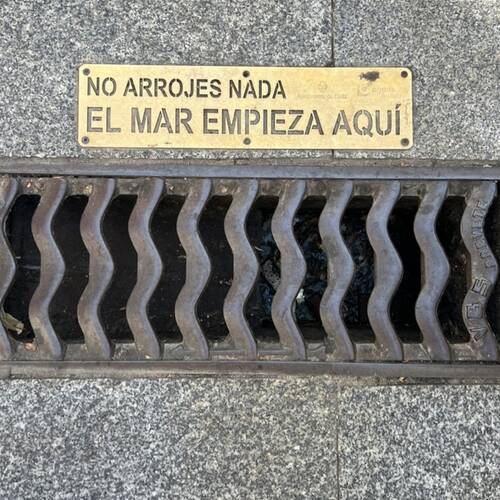 NO ARROJES NADA
EL MAR EMPIEZA AQUÍ